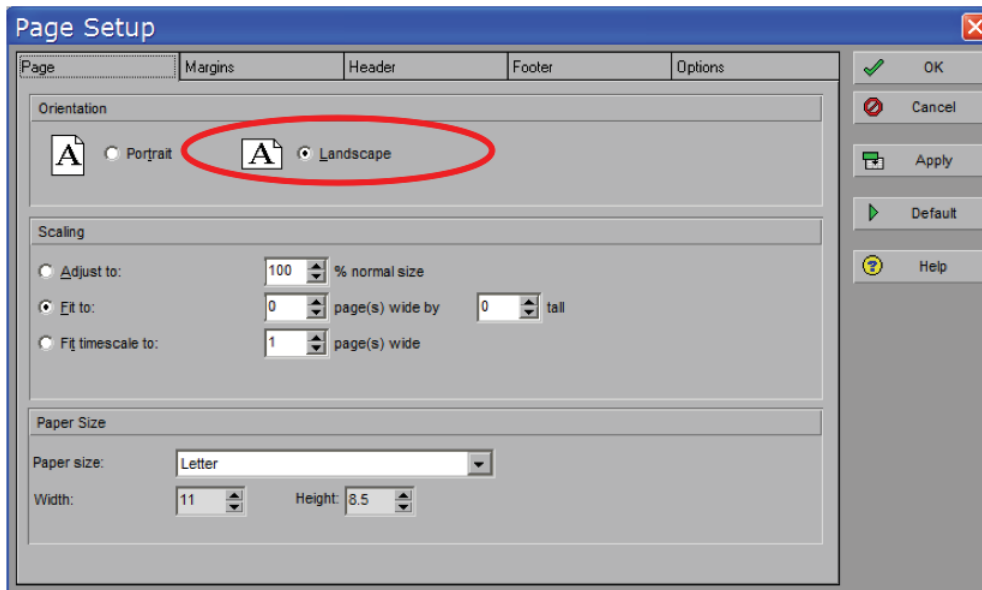 Page Setup
Page Margins Header Footer Options
OK
Orientation
Cancel
A Portrait A Landscape
Apply
Default
Scaling
Adjust to: 100 % normal size
Help
Fit to: 0 page(s) wide by 0 tall
Fit timescale to: 1 page(s) wide
Paper Size
Paper size: Letter
Width: 11 Height: 8.5